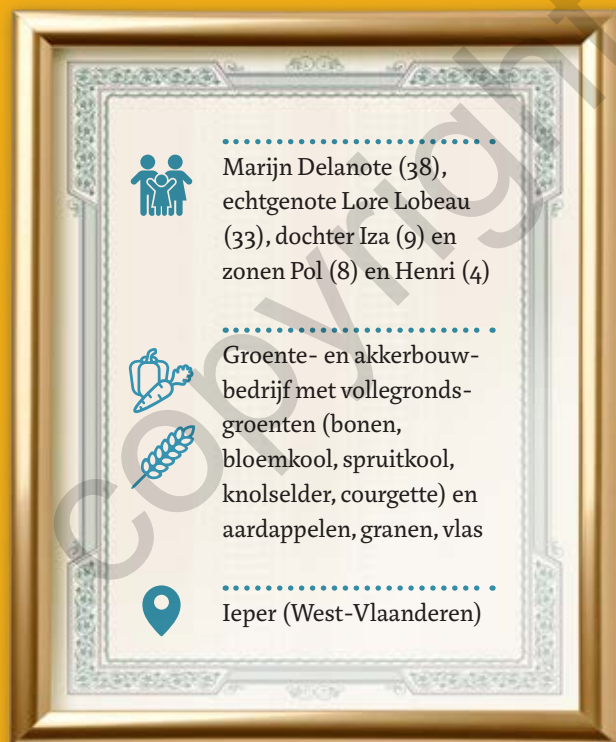 Marijn Delanote (38),
echtgenote Lore Lobeau
(33), dochter Iza (9) en
zonen Pol (8) en Henri (4)
Groente- en akkerbouw-
bedrijf met vollegronds-
groenten (bonen,
bloemkool, spruitkool,
knolselder, courgette) en
aardappelen, granen, vlas
Ieper (West-Vlaanderen)
copyright